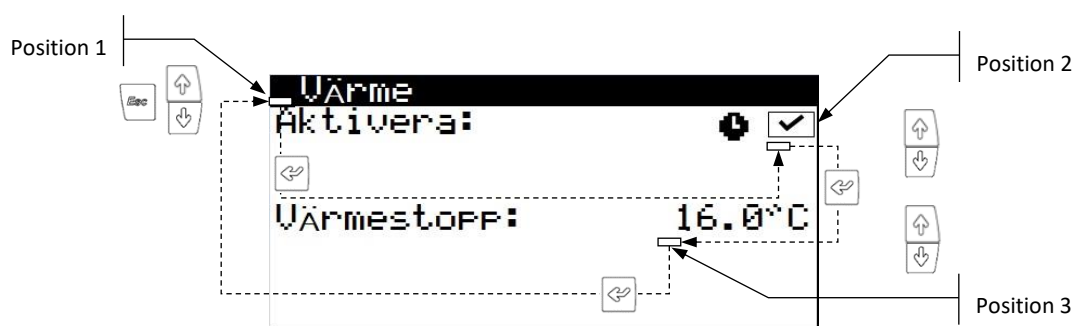 Position 1
Position 2
Esc
Värme
Aktivera:
Värmestopp: 16.0°C
Position 3